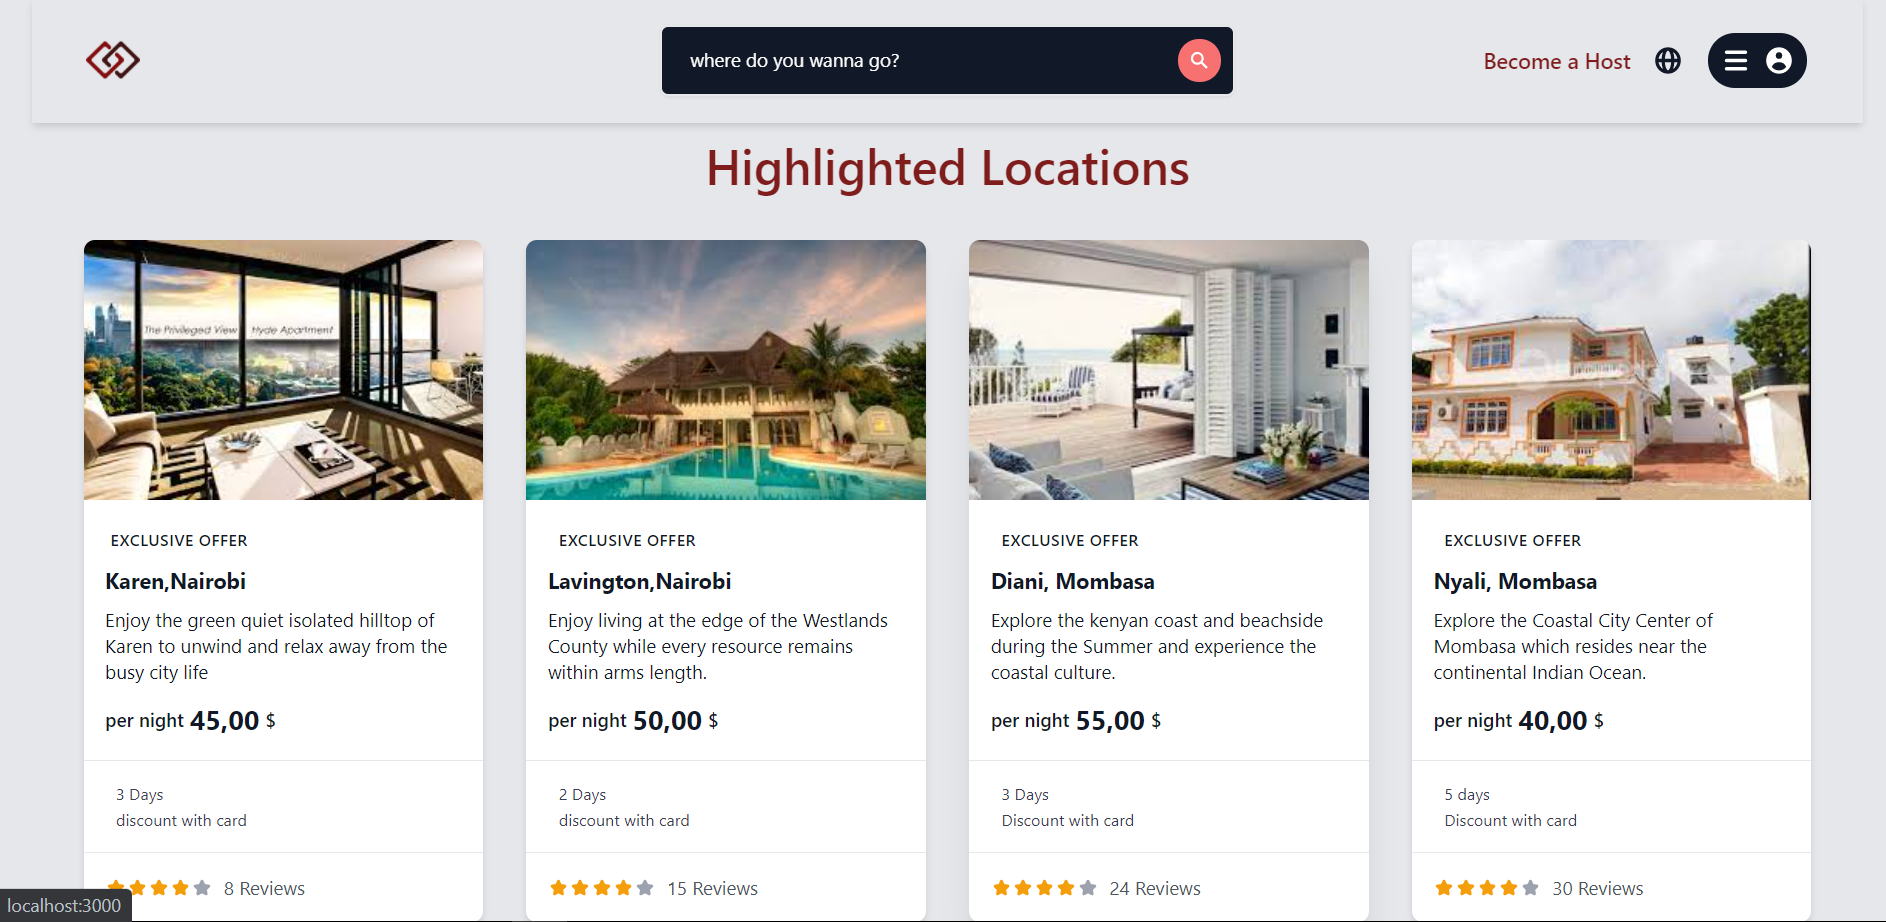 where do you wanna go?
Become a Host
Highlighted Locations
The Privileged View
Hyde Apartment
EXCLUSIVE OFFER
Karen,Nairobi
Enjoy the green quiet isolated hilltop of
Karen to unwind and relax away from the
busy city life
per night 45,00 $
3 Days
discount with card
8 Reviews
EXCLUSIVE OFFER
Lavington,Nairobi
Enjoy living at the edge of the Westlands
County while every resource remains
within arms length.
per night 50,00 $
2 Days
discount with card
15 Reviews
EXCLUSIVE OFFER
Diani, Mombasa
Explore the kenyan coast and beachside
during the Summer and experience the
coastal culture.
per night 55,00 $
3 Days
Discount with card
24 Reviews
EXCLUSIVE OFFER
Nyali, Mombasa
Explore the Coastal City Center of
Mombasa which resides near the
continental Indian Ocean.
per night 40,00 $
5 days
Discount with card
30 Reviews
localhost:3000